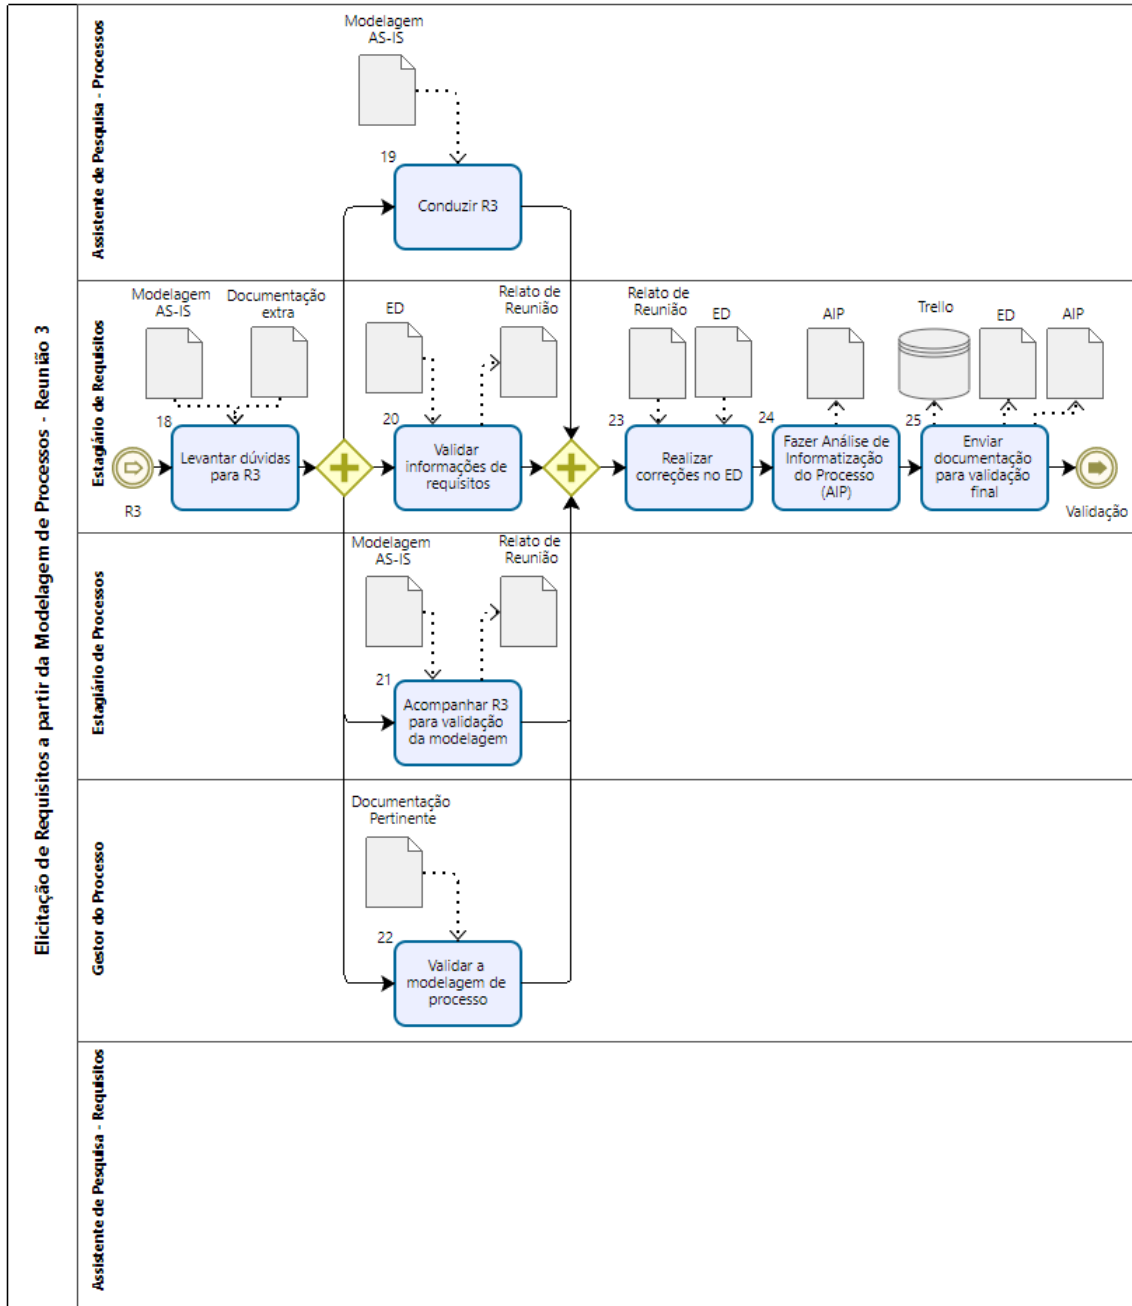 Elicitação de Requisitos a partir da Modelagem de Processos - Reunião 3
Assistente de Pesquisa - Processos
Modelagem
AS-IS
19
Conduzir R3
Estagiário de Requisitos
Modelagem
AS-IS
Documentação
extra
ED
Relato de
Reunião
Relato de
Reunião
ED
AIP
Trello
ED
AIP
R3
18
Levantar dúvidas
para R3
20
Validar
informações de
requisitos
23
Realizar
correções no ED
24
Fazer Análise de
Informatização
do Processo
(AIP)
25
Enviar
documentação
para validação
final
Validação
Estagiário de Processos
Modelagem
AS-IS
Relato de
Reunião
21
Acompanhar R3
para validação
da modelagem
Gestor do Processo
Documentação
Pertinente
22
Validar a
modelagem de
processo
Assistente de Pesquisa - Requisitos